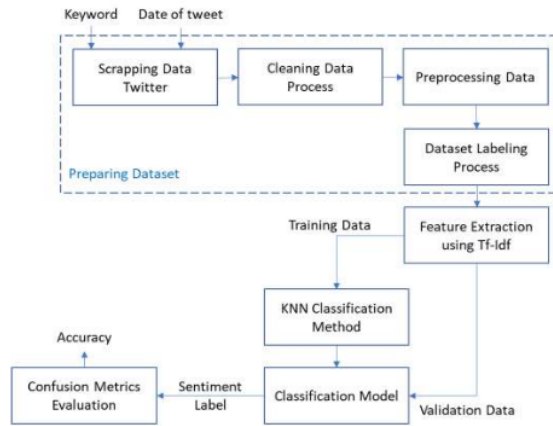 Keyword
Date of tweet
Scrapping Data
Twitter
Cleaning Data
Process
Preprocessing Data
Dataset Labeling
Process
Preparing Dataset
Training Data
Feature Extraction
using Tf-Idf
KNN Classification
Method
Accuracy
Confusion Metrics
Evaluation
Sentiment
Label
Classification Model
Validation Data